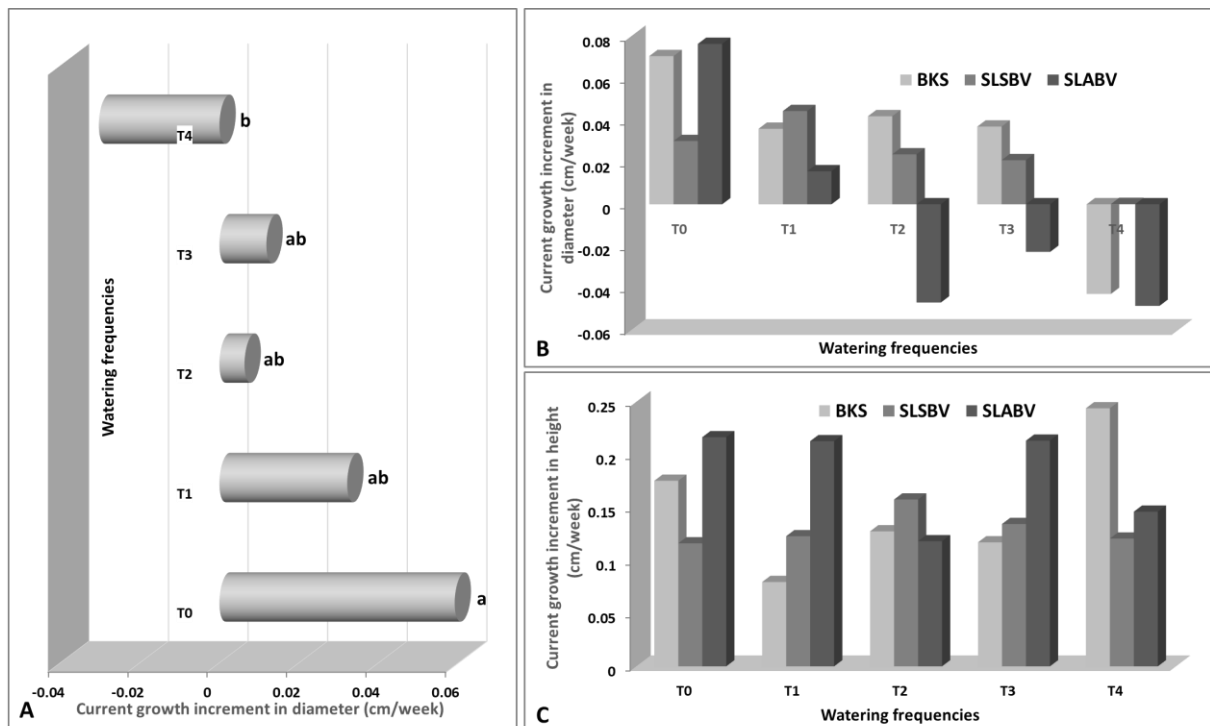 Watering frequencies
T4
b
T3
ab
T2
ab
T1
ab
T0
a
-0.04 -0.02 0 0.02 0.04 0.06
Current growth increment in diameter (cm/week)
A
Current growth increment in
diameter (cm/week)
0.08
0.06
0.04
0.02
0
-0.02
-0.04
-0.06
BKS SLSBV SLABV
T0 T1 T2 T3 T4
Watering frequencies
B
Current growth increment in height
(cm/week)
0.25
0.2
0.15
0.1
0.05
0
BKS SLSBV SLABV
T0 T1 T2 T3 T4
Watering frequencies
C